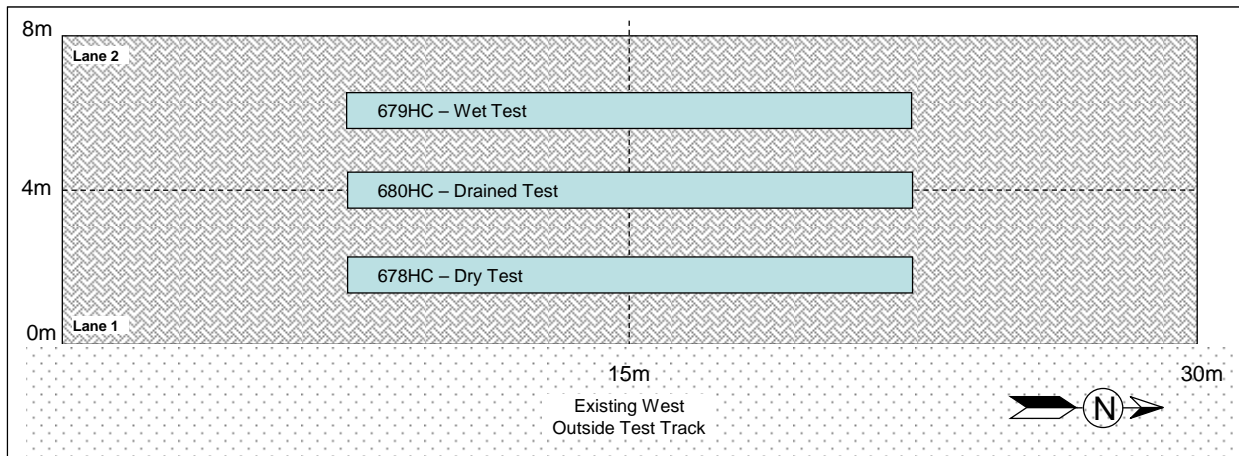 8m
Lane 2
679HC – Wet Test
4m
680HC – Drained Test
678HC – Dry Test
Lane 1
0m
15m
30m
Existing West
Outside Test Track
N